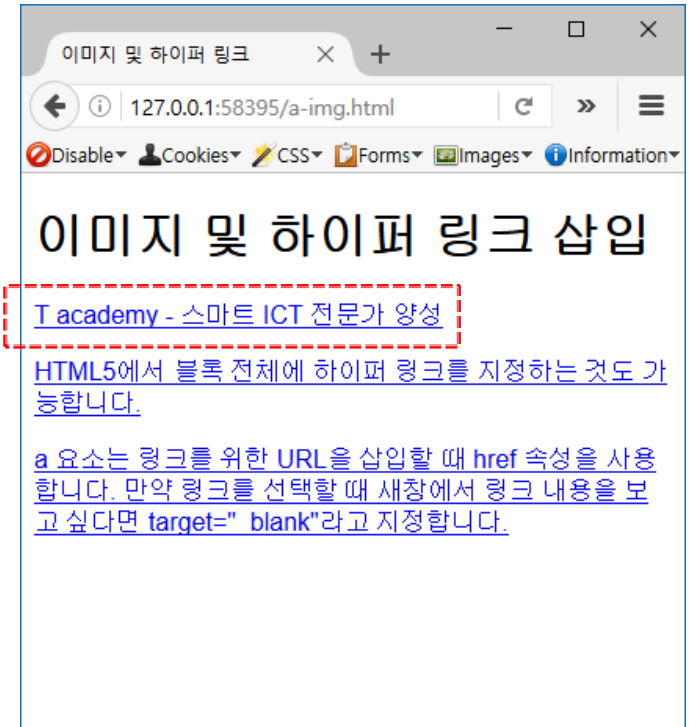 이미지 및 하이퍼 링크
127.0.0.1:58395/a-img.html
Disable Cookies CSS Forms Images Information
이미지 및 하이퍼 링크 삽입
T academy - 스마트 ICT 전문가 양성
HTML5에서 블록 전체에 하이퍼 링크를 지정하는 것도 가
능합니다.
a 요소는 링크를 위한 URL을 삽입할 때 href 속성을 사용
합니다. 만약 링크를 선택할 때 새창에서 링크 내용을 보
고 싶다면 target="_blank"라고 지정합니다.